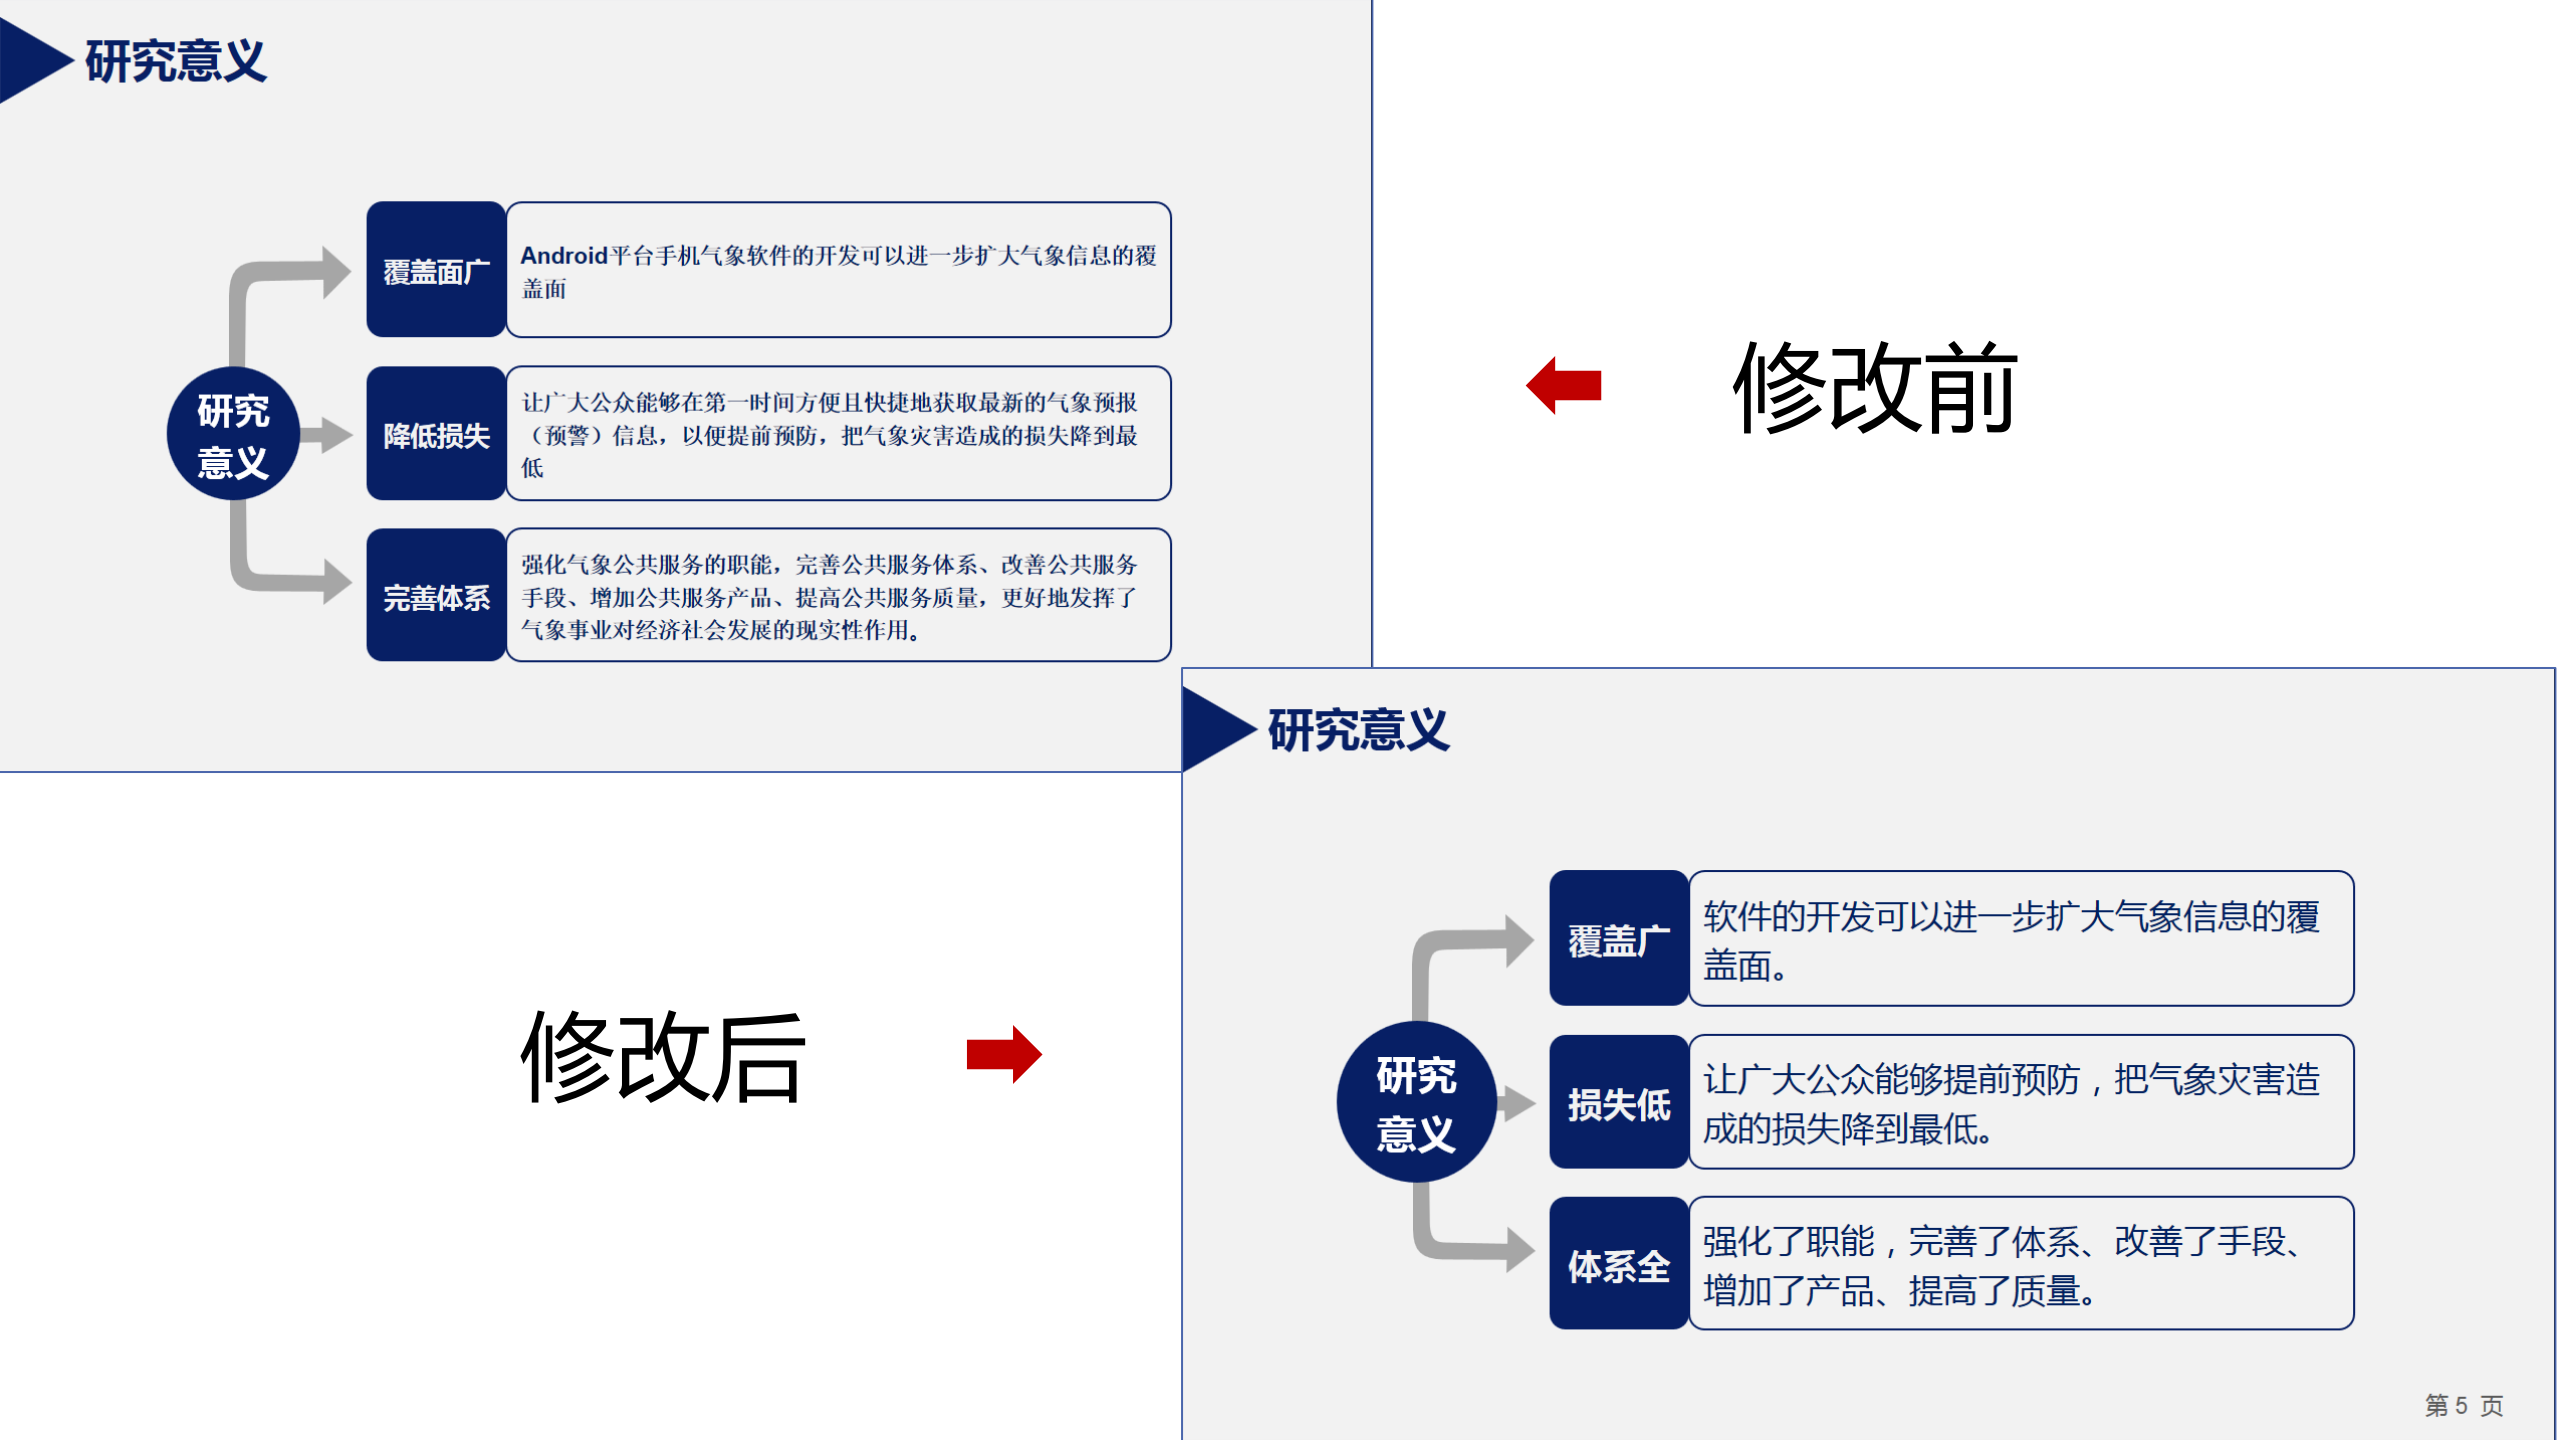 研究意义
覆盖面广
Android平台手机气象软件的开发可以进一步扩大气象信息的覆
盖面
研究
意义
降低损失
让广大公众能够在第一时间方便且快捷地获取最新的气象预报
（预警）信息，以便提前预防，把气象灾害造成的损失降到最
低
完善体系
强化气象公共服务的职能，完善公共服务体系、改善公共服务
手段、增加公共服务产品、提高公共服务质量，更好地发挥了
气象事业对经济社会发展的现实性作用。
修改前
修改后
研究意义
覆盖广
软件的开发可以进一步扩大气象信息的覆
盖面。
研究
意义
损失低
让广大公众能够提前预防，把气象灾害造
成的损失降到最低。
体系全
强化了职能，完善了体系、改善了手段、
增加了产品、提高了质量。
第 5 页